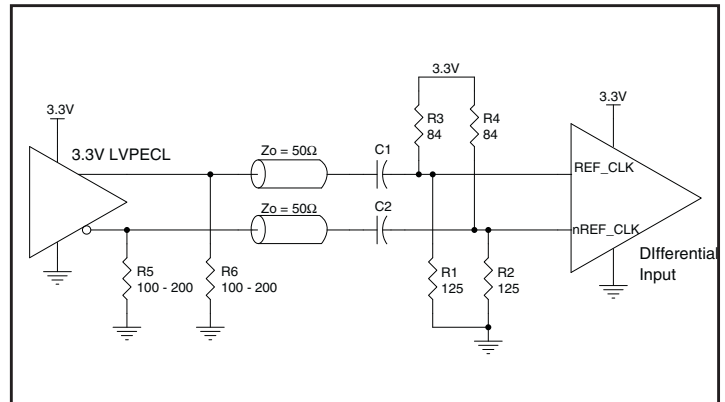 3.3V
3.3V LVPECL
R5
100 - 200
R6
100 - 200
Zo = 50Ω
Zo = 50Ω
C1
C2
3.3V
R3
84
R4
84
R1
125
R2
125
3.3V
REF_CLK
nREF_CLK
DIfferential
Input